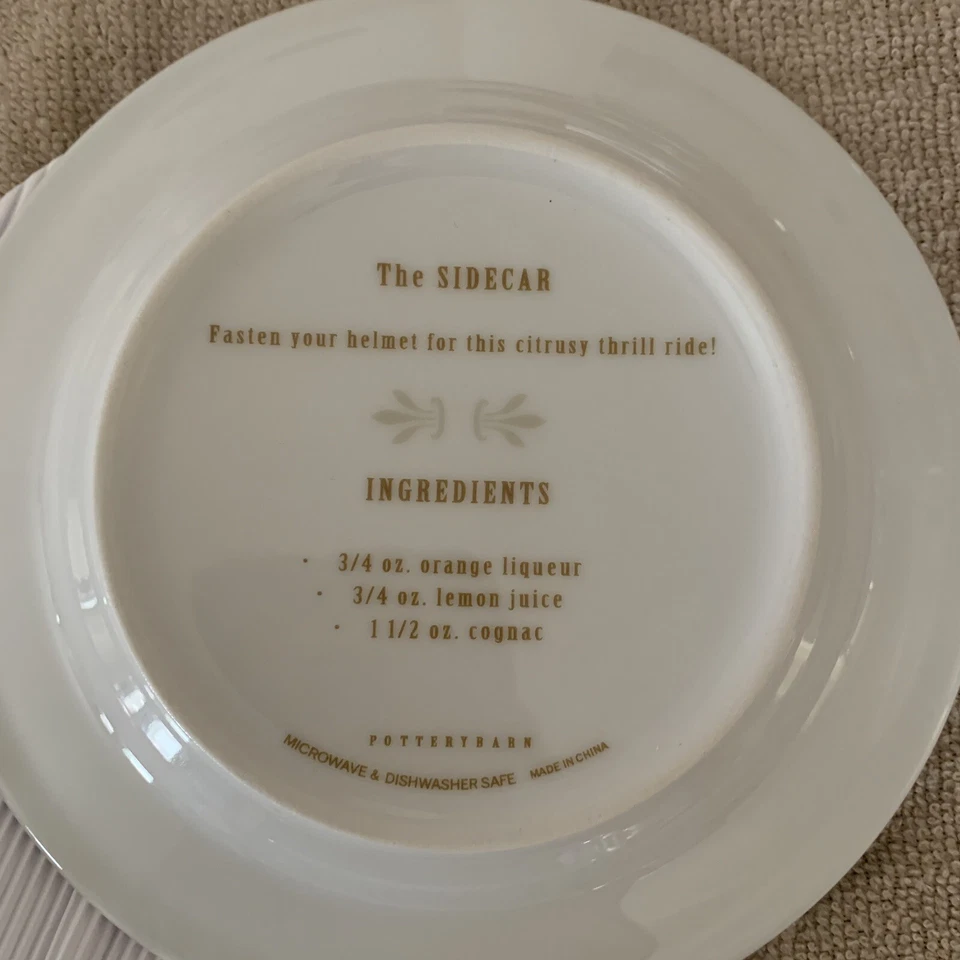 The SIDECAR
Fasten your helmet for this citrusy thrill ride!
INGREDIENTS
· 3/4 oz. orange liqueur
· 3/4 oz. lemon juice
· 1 1/2 oz. cognac
POTTERYBARN
MICROWAVE & DISHWASHER SAFE MADE IN CHINA